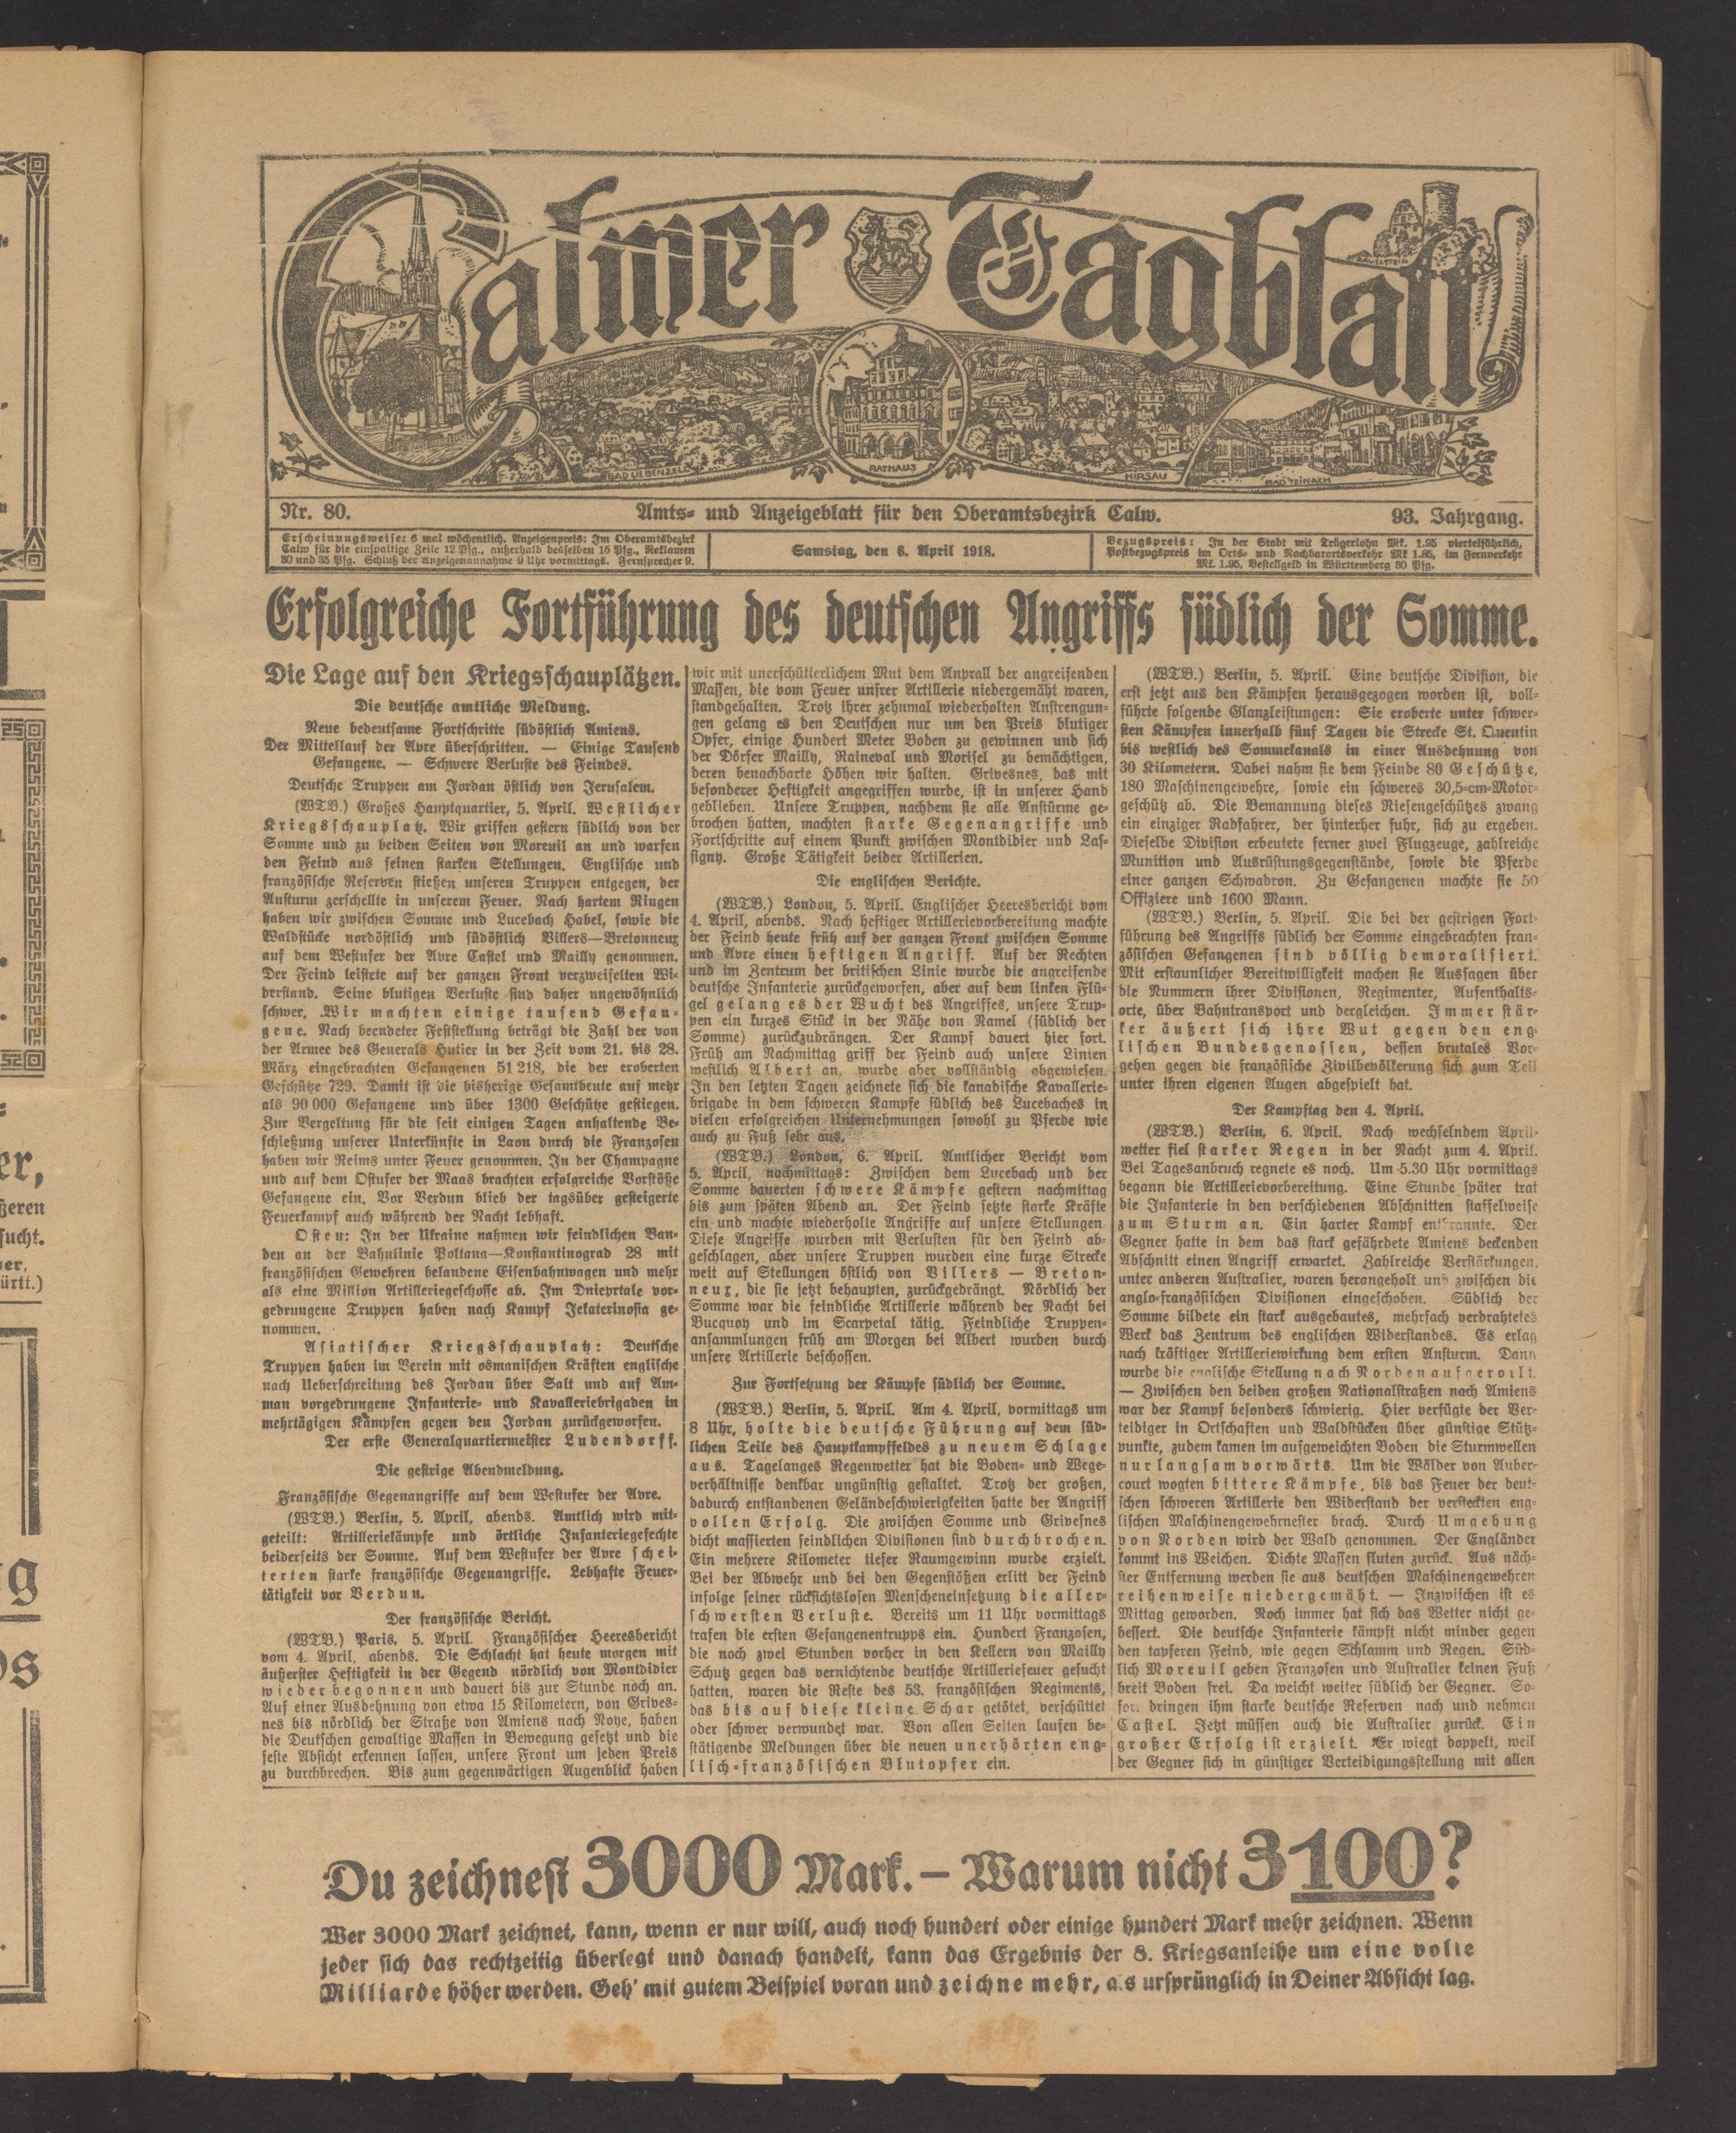 Calwer Tagblatt
ZAVELSTEIN
BAD LIEBENZELL
RATHAUS
HIRSAU
BAD TEINACH
Nr. 80.
Amts- und Anzeigeblatt für den Oberamtsbezirk Calw.
93. Jahrgang.
Erscheinungsweise: 6 mal wöchentlich. Anzeigenpreis: Im Oberamtsbezirk
Calw für die einspaltige Zeile 12 Pfg., außerhalb desselben 15 Pfg., Reklamen
30 und 35 Pfg. Schluß der Anzeigenannahme 9 Uhr vormittags. Fernsprecher 9.
Samstag, den 6. April 1918.
Bezugspreis: In der Stadt mit Trägerlohn Mk. 1.95 vierteljährlich,
Postbezugspreis im Orts- und Nachbarortsverkehr Mk 1.85, im Fernverkehr
Mk. 1.95, Bestellgeld in Württemberg 30 Pfg.
Erfolgreiche Fortführung des deutschen Angriffs südlich der Somme.
Die Lage auf den Kriegsschauplätzen.
Die deutsche amtliche Meldung.
Neue bedeutsame Fortschritte südöstlich Amiens.
Der Mittellauf der Avre überschritten. — Einige Tausend
Gefangene. — Schwere Verluste des Feindes.
Deutsche Truppen am Jordan östlich von Jerusalem.
(WTB.) Großes Hauptquartier, 5. April. Westlicher
Kriegsschauplatz. Wir griffen gestern südlich von der
Somme und zu beiden Seiten von Moreuil an und warfen
den Feind aus seinen starken Stellungen. Englische und
französische Reserven stießen unseren Truppen entgegen, der
Ansturm zerschellte in unserem Feuer. Nach hartem Ringen
haben wir zwischen Somme und Lucebach Habel, sowie die
Waldstücke nordöstlich und südöstlich Villers—Bretonneux
auf dem Westufer der Avre Castel und Mailly genommen.
Der Feind leistete auf der ganzen Front verzweifelten Wi-
derstand. Seine blutigen Verluste sind daher ungewöhnlich
schwer. Wir machten einige tausend Gefan-
gene. Nach beendeter Feststellung beträgt die Zahl der von
der Armee des Generals Hutier in der Zeit vom 21. bis 28.
März eingebrachten Gefangenen 51 218, die der eroberten
Geschütze 729. Damit ist die bisherige Gesamtbeute auf mehr
als 90 000 Gefangene und über 1300 Geschütze gestiegen.
Zur Vergeltung für die seit einigen Tagen anhaltende Be-
schießung unserer Unterkünfte in Laon durch die Franzosen
haben wir Reims unter Feuer genommen. In der Champagne
und auf dem Ostufer der Maas brachten erfolgreiche Vorstöße
Gefangene ein. Vor Verdun blieb der tagsüber gesteigerte
Feuerkampf auch während der Nacht lebhaft.
Osten: In der Ukraine nahmen wir feindlichen Ban-
den an der Bahnlinie Poltana—Konstantinograd 28 mit
französischen Gewehren beladene Eisenbahnwagen und mehr
als eine Million Artilleriegeschosse ab. Im Dnieprtale vor-
gedrungene Truppen haben nach Kampf Jekaterinosla ge-
nommen.
Asiatischer Kriegsschauplatz: Deutsche
Truppen haben im Verein mit osmanischen Kräften englische
nach Ueberschreitung des Jordan über Salt und auf Am-
man vorgedrungene Infanterie- und Kavalleriebrigaden in
mehrtägigen Kämpfen gegen den Jordan zurückgeworfen.
Der erste Generalquartiermeister Ludendorff.
Die gestrige Abendmeldung.
Französische Gegenangriffe auf dem Westufer der Avre.
(WTB.) Berlin, 5. April, abends. Amtlich wird mit-
geteilt: Artilleriekämpfe und örtliche Infanteriegefechte
beiderseits der Somme. Auf dem Westufer der Avre schei-
terten starke französische Gegenangriffe. Lebhafte Feuer-
tätigkeit vor Verdun.
Der französische Bericht.
(WTB.) Paris, 5. April. Französischer Heeresbericht
vom 4. April, abends. Die Schlacht hat heute morgen mit
äußerster Heftigkeit in der Gegend nördlich von Montdidier
wieder begonnen und dauert bis zur Stunde noch an.
Auf einer Ausdehnung von etwa 15 Kilometern, von Grives-
nes bis nördlich der Straße von Amiens nach Roye, haben
die Deutschen gewaltige Massen in Bewegung gesetzt und die
feste Absicht erkennen lassen, unsere Front um jeden Preis
zu durchbrechen. Bis zum gegenwärtigen Augenblick haben
wir mit unerschütterlichem Mut dem Anprall der angreifenden
Massen, die vom Feuer unsrer Artillerie niedergemäht waren,
standgehalten. Trotz ihrer zehnmal wiederholten Anstrengun-
gen gelang es den Deutschen nur um den Preis blutiger
Opfer, einige Hundert Meter Boden zu gewinnen und sich
der Dörfer Mailly, Raineval und Morisel zu bemächtigen,
deren benachbarte Höhen wir halten. Grivesnes, das mit
besonderer Heftigkeit angegriffen wurde, ist in unserer Hand
geblieben. Unsere Truppen, nachdem sie alle Anstürme ge-
brochen hatten, machten starke Gegenangriffe und
Fortschritte auf einem Punkt zwischen Montdidier und Las-
signy. Große Tätigkeit beider Artillerien.
Die englischen Berichte.
(WTB.) London, 5. April. Englischer Heeresbericht vom
4. April, abends. Nach heftiger Artillerievorbereitung machte
der Feind heute früh auf der ganzen Front zwischen Somme
und Avre einen heftigen Angriff. Auf der Rechten
und im Zentrum der britischen Linie wurde die angreifende
deutsche Infanterie zurückgeworfen, aber auf dem linken Flü-
gel gelang es der Wucht des Angriffes, unsere Trup-
pen ein kurzes Stück in der Nähe von Namel (südlich der
Somme) zurückzudrängen. Der Kampf dauert hier fort.
Früh am Nachmittag griff der Feind auch unsere Linien
westlich Albert an, wurde aber vollständig abgewiesen.
In den letzten Tagen zeichnete sich die kanadische Kavallerie-
brigade in dem schweren Kampfe südlich des Lucebaches in
vielen erfolgreichen Unternehmungen sowohl zu Pferde wie
auch zu Fuß sehr aus.
(WTB.) London, 6. April. Amtlicher Bericht vom
5. April, nachmittags: Zwischen dem Lucebach und der
Somme dauerten schwere Kämpfe gestern nachmittag
bis zum späten Abend an. Der Feind setzte starke Kräfte
ein und machte wiederholte Angriffe auf unsere Stellungen
Diese Angriffe wurden mit Verlusten für den Feind ab-
geschlagen, aber unsere Truppen wurden eine kurze Strecke
weit auf Stellungen östlich von Villers — Breton-
neux, die sie jetzt behaupten, zurückgedrängt. Nördlich der
Somme war die feindliche Artillerie während der Nacht bei
Bucquoy und im Scarpetal tätig. Feindliche Truppen-
ansammlungen früh am Morgen bei Albert wurden durch
unsere Artillerie beschossen.
Zur Fortsetzung der Kämpfe südlich der Somme.
(WTB.) Berlin, 5. April. Am 4. April, vormittags um
8 Uhr, holte die deutsche Führung auf dem süd-
lichen Teile des Hauptkampffeldes zu neuem Schlage
aus. Tagelanges Regenwetter hat die Boden- und Wege-
verhältnisse denkbar ungünstig gestaltet. Trotz der großen,
dadurch entstandenen Geländeschwierigkeiten hatte der Angriff
vollen Erfolg. Die zwischen Somme und Grivesnes
dicht massierten feindlichen Divisionen sind durchbrochen.
Ein mehrere Kilometer tiefer Raumgewinn wurde erzielt.
Bei der Abwehr und bei den Gegenstößen erlitt der Feind
infolge seiner rücksichtslosen Menscheneinsetzung die aller-
schwersten Verluste. Bereits um 11 Uhr vormittags
trafen die ersten Gefangenentrupps ein. Hundert Franzosen,
die noch zwei Stunden vorher in den Kellern von Mailly
Schutz gegen das vernichtende deutsche Artilleriefeuer gesucht
hatten, waren die Reste des 53. französischen Regiments,
das bis auf diese kleine Schar getötet, verschüttet
oder schwer verwundet war. Von allen Seiten laufen be-
stätigende Meldungen über die neuen unerhörten eng-
lisch-französischen Blutopfer ein.
(WTB.) Berlin, 5. April. Eine deutsche Division, die
erst jetzt aus den Kämpfen herausgezogen worden ist, voll-
führte folgende Glanzleistungen: Sie eroberte unter schwer-
sten Kämpfen innerhalb fünf Tagen die Strecke St. Quentin
bis westlich des Sommekanals in einer Ausdehnung von
30 Kilometern. Dabei nahm sie dem Feinde 80 Geschütze,
180 Maschinengewehre, sowie ein schweres 30,5-cm-Motor-
geschütz ab. Die Bemannung dieses Riesengeschützes zwang
ein einziger Radfahrer, der hinterher fuhr, sich zu ergeben.
Dieselbe Division erbeutete ferner zwei Flugzeuge, zahlreiche
Munition und Ausrüstungsgegenstände, sowie die Pferde
einer ganzen Schwadron. Zu Gefangenen machte sie 50
Offiziere und 1600 Mann.
(WTB.) Berlin, 5. April. Die bei der gestrigen Fort-
führung des Angriffs südlich der Somme eingebrachten fran-
zösischen Gefangenen sind völlig demoralisiert.
Mit erstaunlicher Bereitwilligkeit machen sie Aussagen über
die Nummern ihrer Divisionen, Regimenter, Aufenthalts-
orte, über Bahntransport und dergleichen. Immer stär-
ker äußert sich ihre Wut gegen den eng-
lischen Bundesgenossen, dessen brutales Vor-
gehen gegen die französische Zivilbevölkerung sich zum Teil
unter ihren eigenen Augen abgespielt hat.
Der Kampftag den 4. April.
(WTB.) Berlin, 6. April. Nach wechselndem April-
wetter fiel starker Regen in der Nacht zum 4. April.
Bei Tagesanbruch regnete es noch. Um 5.30 Uhr vormittags
begann die Artillerievorbereitung. Eine Stunde später trat
die Infanterie in den verschiedenen Abschnitten staffelweise
zum Sturm an. Ein harter Kampf entbrannte. Der
Gegner hatte in dem das stark gefährdete Amiens deckenden
Abschnitt einen Angriff erwartet. Zahlreiche Verstärkungen,
unter anderen Australier, waren herangeholt und zwischen die
anglo-französischen Divisionen eingeschoben. Südlich der
Somme bildete ein stark ausgebautes, mehrfach verdrahtetes
Werk das Zentrum des englischen Widerstandes. Es erlag
nach kräftiger Artilleriewirkung dem ersten Ansturm. Dann
wurde die englische Stellung nach Norden aufgerollt.
— Zwischen den beiden großen Nationalstraßen nach Amiens
war der Kampf besonders schwierig. Hier verfügte der Ver-
teidiger in Ortschaften und Waldstücken über günstige Stütz-
punkte, zudem kamen im aufgeweichten Boden die Sturmwellen
nur langsam vorwärts. Um die Wälder von Auber-
court wogten bittere Kämpfe, bis das Feuer der deut-
schen schweren Artillerie den Widerstand der versteckten eng-
lischen Maschinengewehrnester brach. Durch Umgehung
von Norden wird der Wald genommen. Der Engländer
kommt ins Weichen. Dichte Massen fluten zurück. Aus näch-
ster Entfernung werden sie aus deutschen Maschinengewehren
reihenweise niedergemäht. — Inzwischen ist es
Mittag geworden. Noch immer hat sich das Wetter nicht ge-
bessert. Die deutsche Infanterie kämpft nicht minder gegen
den tapferen Feind, wie gegen Schlamm und Regen. Süd-
lich Moreuil geben Franzosen und Australier keinen Fuß
breit Boden frei. Da weicht weiter südlich der Gegner. So-
fort dringen ihm starke deutsche Reserven nach und nehmen
Castel. Jetzt müssen auch die Australier zurück. Ein
großer Erfolg ist erzielt. Er wiegt doppelt, weil
der Gegner sich in günstiger Verteidigungsstellung mit allen
Du zeichnest 3000 Mark. – Warum nicht 3100?
Wer 3000 Mark zeichnet, kann, wenn er nur will, auch noch hundert oder einige hundert Mark mehr zeichnen. Wenn
jeder sich das rechtzeitig überlegt und danach handelt, kann das Ergebnis der 8. Kriegsanleihe um eine volle
Milliarde höher werden. Geh' mit gutem Beispiel voran und zeichne mehr, als ursprünglich in Deiner Absicht lag.